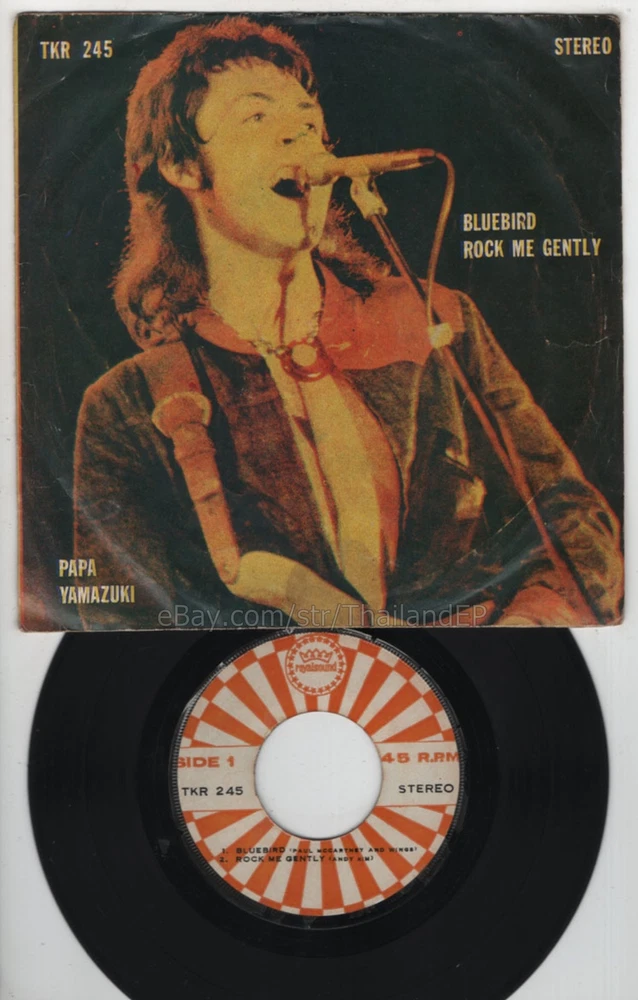 TKR 245
STEREO
BLUEBIRD
ROCK ME GENTLY
PAPA
YAMAZUKI
eBay.com/str/ThailandEP
royalsound
SIDE 1
45 R.P.M
TKR 245
STEREO
1. BLUEBIRD (PAUL MCCARTNEY AND WINGS)
2. ROCK ME GENTLY (ANDY KIM)